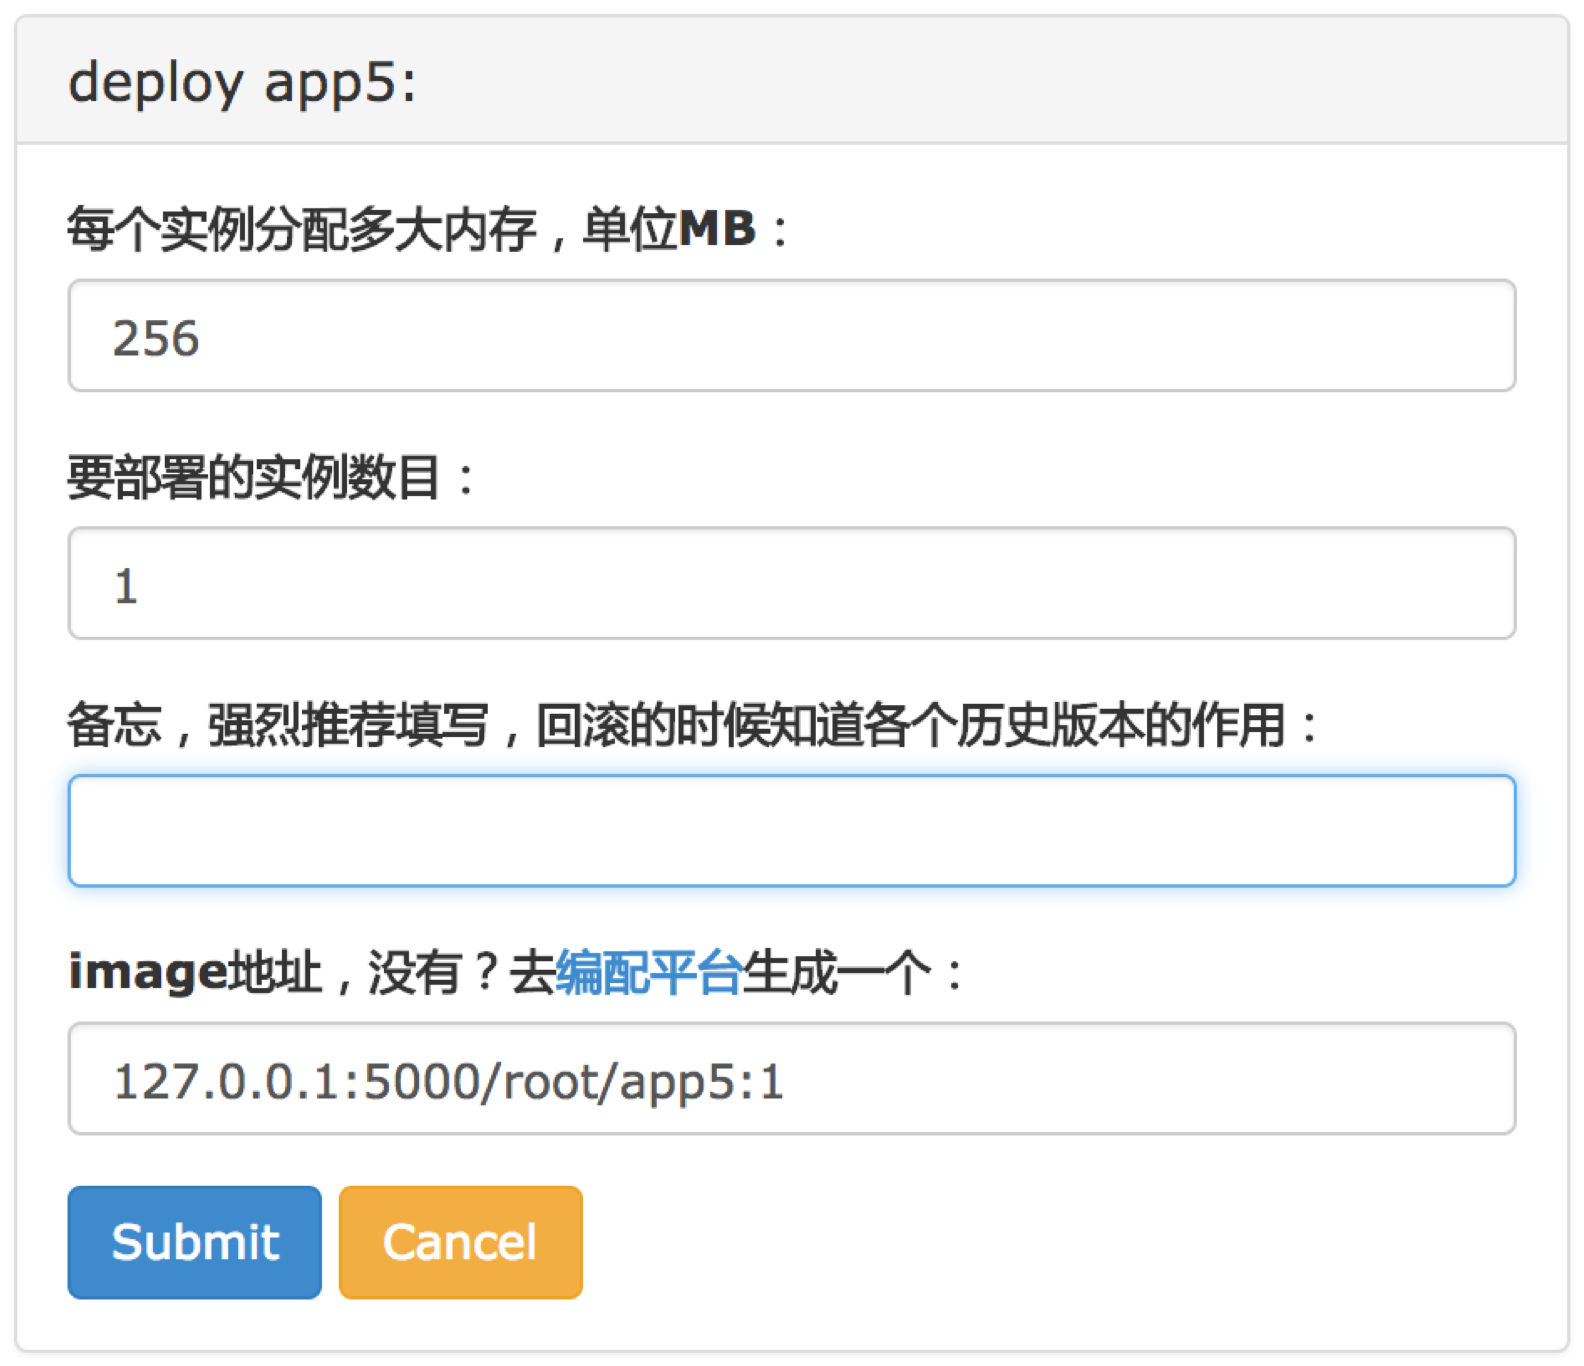 deploy app5:
每个实例分配多大内存，单位MB：
256
要部署的实例数目：
1
备忘，强烈推荐填写，回滚的时候知道各个历史版本的作用：
image地址，没有？去编配平台生成一个：
127.0.0.1:5000/root/app5:1
Submit Cancel